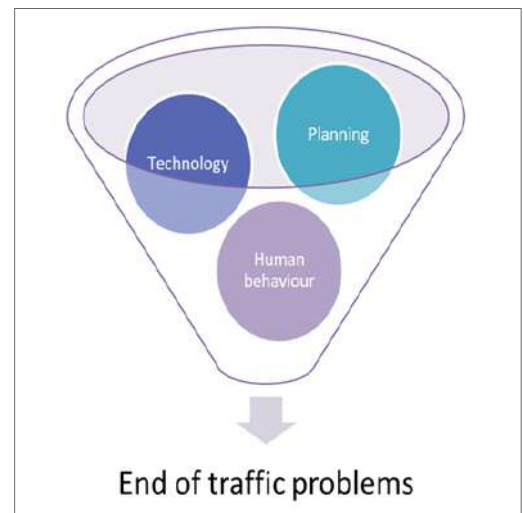 Technology
Planning
Human
behaviour
End of traffic problems